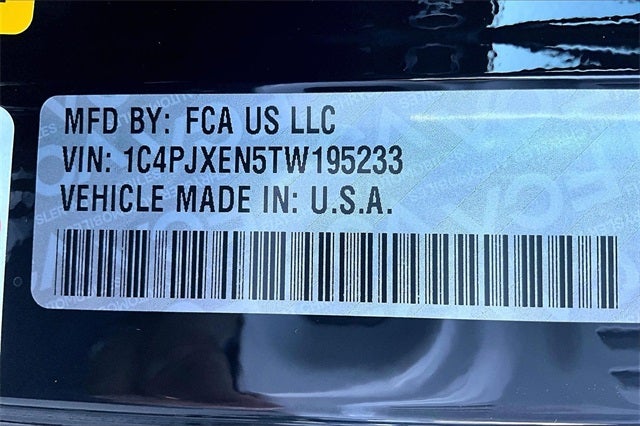 MFD BY: FCA US LLC
VIN: 1C4PJXEN5TW195233
VEHICLE MADE IN: U.S.A.